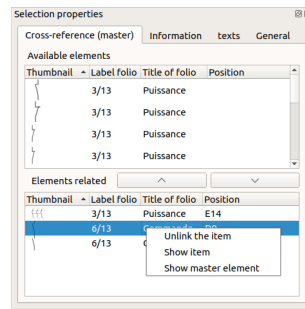 Selection properties
Cross-reference (master) Information texts General
Available elements
Thumbnail Label folio Title of folio Position
3/13 Puissance
3/13 Puissance
3/13 Puissance
3/13 Puissance
Elements related
Thumbnail Label folio Title of folio Position
3/13 Puissance E14
6/13
6/13
Unlink the item
Show item
Show master element